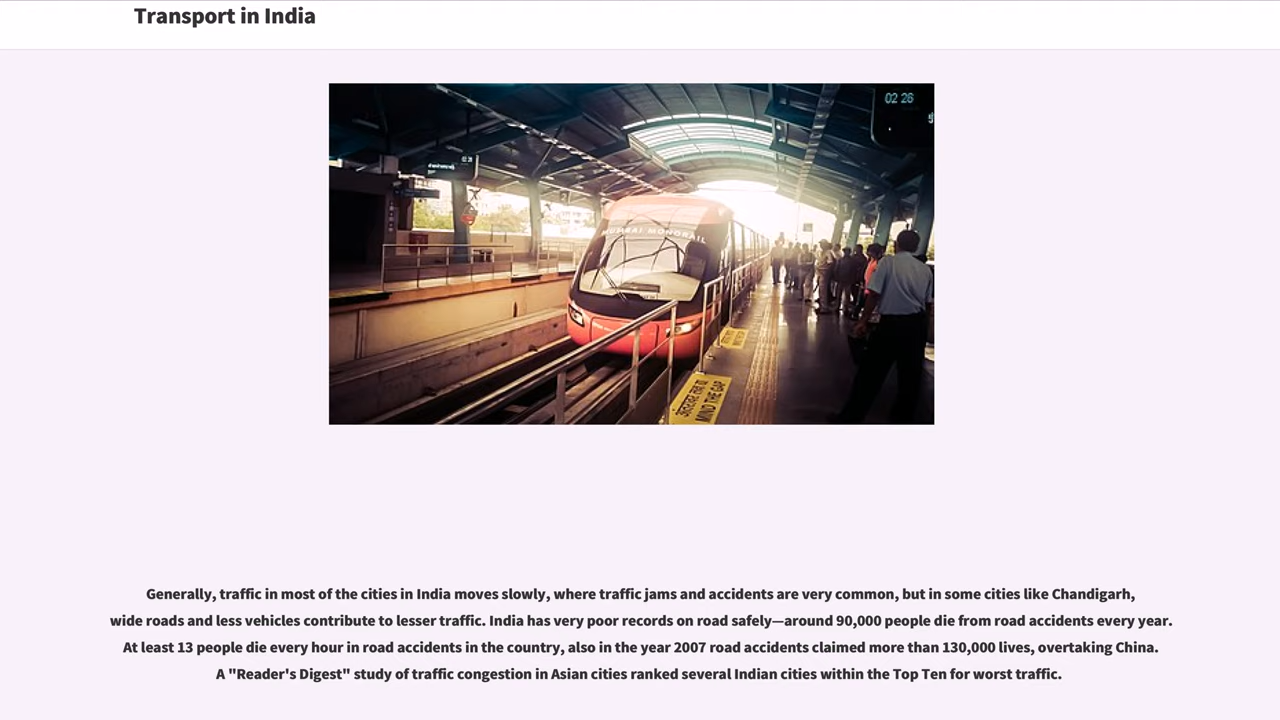 Transport in India
02 26
02 26
MUMBAI MONORAIL
MIND THE GAP
Generally, traffic in most of the cities in India moves slowly, where traffic jams and accidents are very common, but in some cities like Chandigarh,
wide roads and less vehicles contribute to lesser traffic. India has very poor records on road safely—around 90,000 people die from road accidents every year.
At least 13 people die every hour in road accidents in the country, also in the year 2007 road accidents claimed more than 130,000 lives, overtaking China.
A "Reader's Digest" study of traffic congestion in Asian cities ranked several Indian cities within the Top Ten for worst traffic.